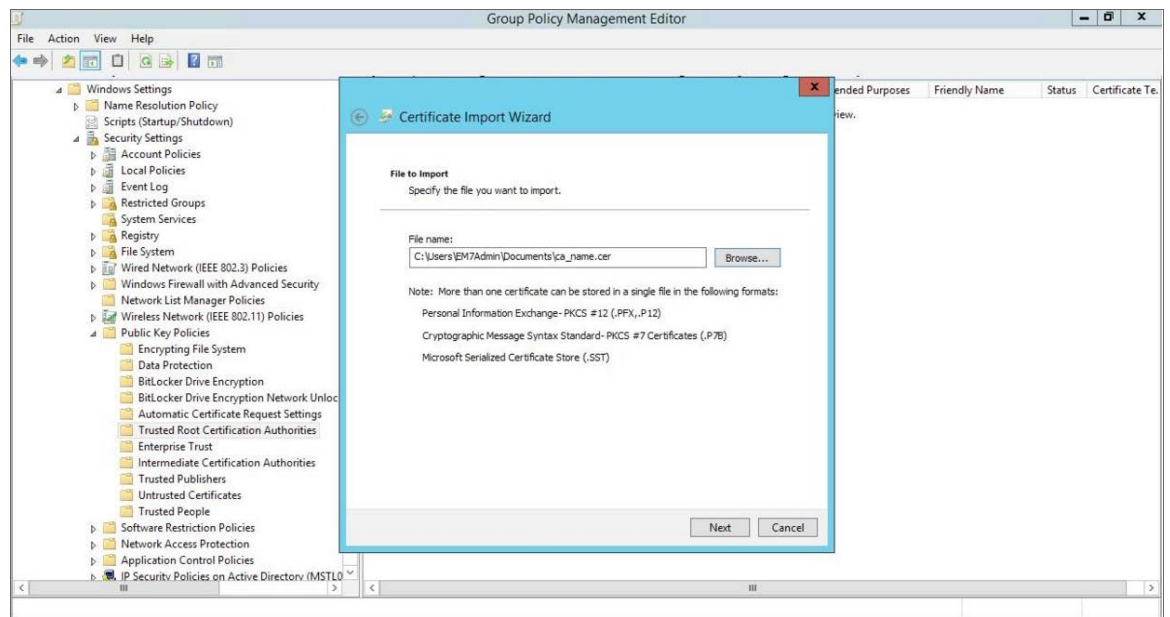 Group Policy Management Editor
File Action View Help
Windows Settings
Name Resolution Policy
Scripts (Startup/Shutdown)
Security Settings
Account Policies
Local Policies
Event Log
Restricted Groups
System Services
Registry
File System
Wired Network (IEEE 802.3) Policies
Windows Firewall with Advanced Security
Network List Manager Policies
Wireless Network (IEEE 802.11) Policies
Public Key Policies
Encrypting File System
Data Protection
BitLocker Drive Encryption
BitLocker Drive Encryption Network Unloc
Automatic Certificate Request Settings
Trusted Root Certification Authorities
Enterprise Trust
Intermediate Certification Authorities
Trusted Publishers
Untrusted Certificates
Trusted People
Software Restriction Policies
Network Access Protection
Application Control Policies
IP Security Policies on Active Directory (MSTL0
Certificate Import Wizard
File to Import
Specify the file you want to import.
File name:
C:\Users\EM7Admin\Documents\ca_name.cer
Browse...
Note: More than one certificate can be stored in a single file in the following formats:
Personal Information Exchange- PKCS #12 (.PFX,.P12)
Cryptographic Message Syntax Standard- PKCS #7 Certificates (.P7B)
Microsoft Serialized Certificate Store (.SST)
Next Cancel
ended Purposes Friendly Name Status Certificate Te.
view.